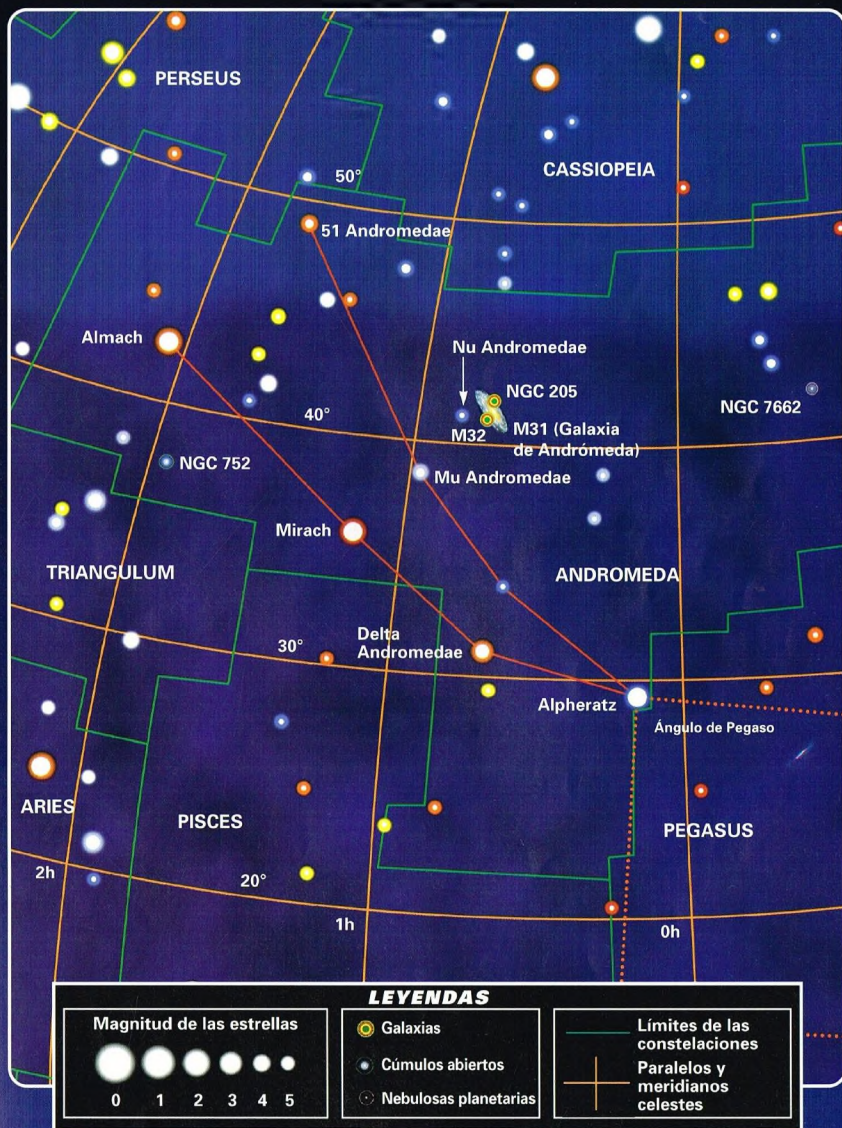 PERSEUS
CASSIOPEIA
50°
51 Andromedae
Almach
Nu Andromedae
NGC 205
NGC 7662
40°
M32
M31 (Galaxia
de Andrómeda)
NGC 752
Mu Andromedae
Mirach
TRIANGULUM
ANDROMEDA
30°
Delta
Andromedae
Alpheratz
Ángulo de Pegaso
ARIES
PISCES
PEGASUS
2h
20°
1h
0h
LEYENDAS
Magnitud de las estrellas
0 1 2 3 4 5
Galaxias
Cúmulos abiertos
Nebulosas planetarias
Límites de las
constelaciones
Paralelos y
meridianos
celestes